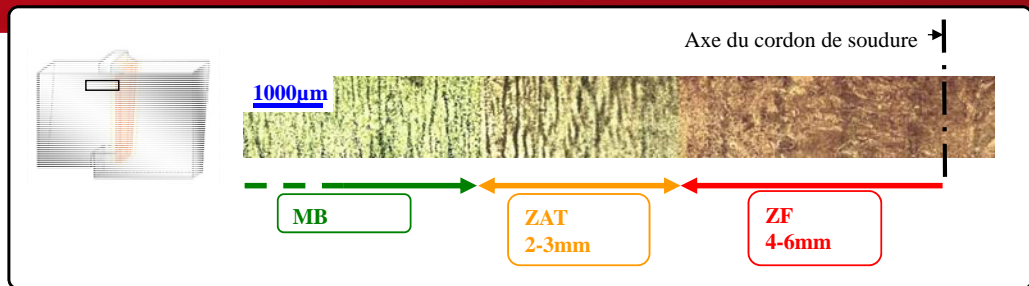 Axe du cordon de soudure
1000µm
MB
ZAT
2-3mm
ZF
4-6mm